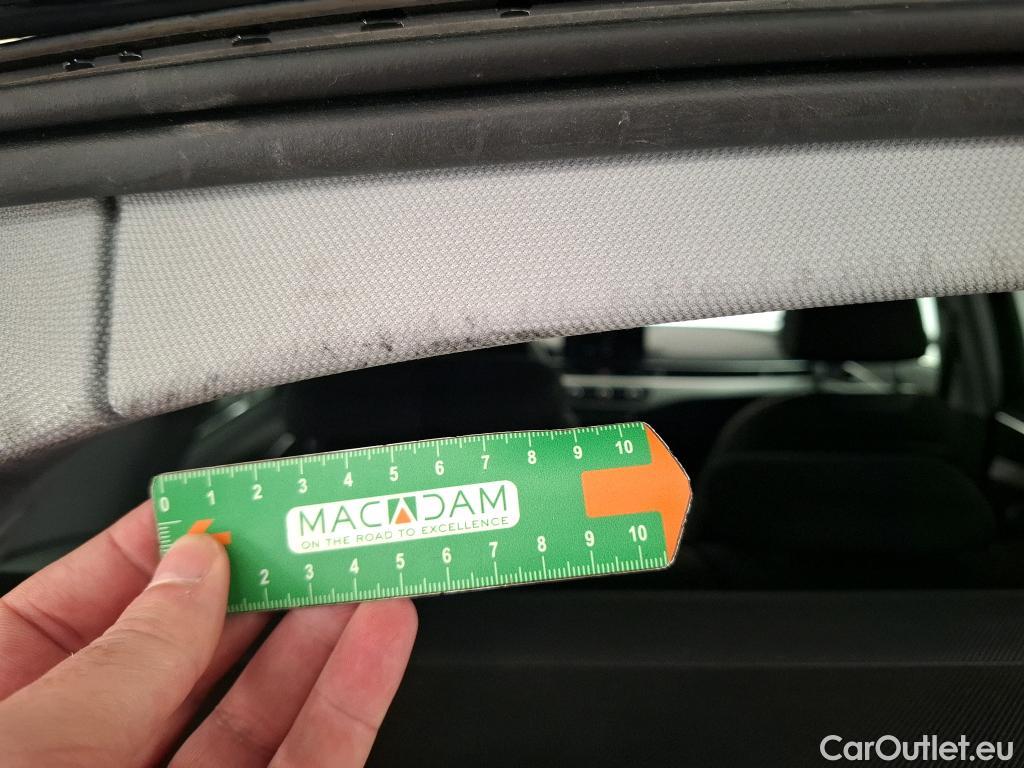 0 1 2 3 4 5 6 7 8 9 10
MACADAM
ON THE ROAD TO EXCELLENCE
2 3 4 5 6 7 8 9 10
CarOutlet.eu